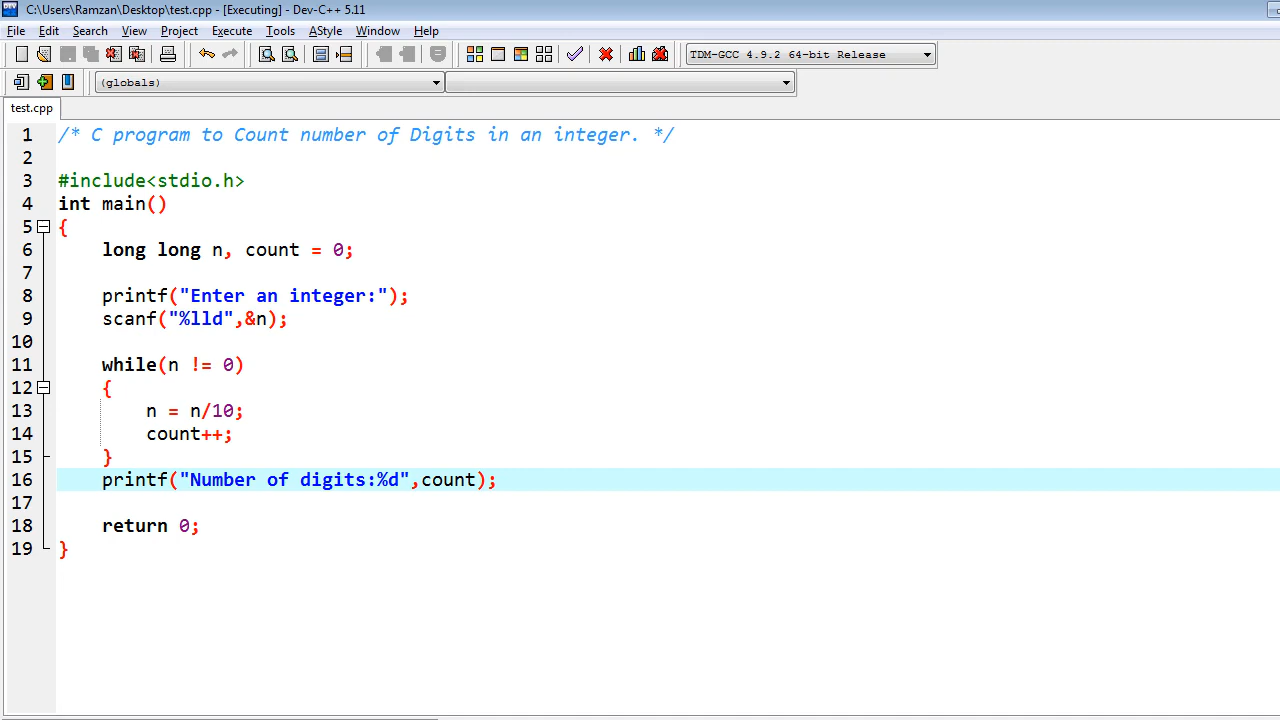 C:\Users\Ramzan\Desktop\test.cpp - [Executing] - Dev-C++ 5.11
File Edit Search View Project Execute Tools AStyle Window Help
TDM-GCC 4.9.2 64-bit Release
(globals)
test.cpp
1 /* C program to Count number of Digits in an integer. */
2
3 #include<stdio.h>
4 int main()
5 {
6 long long n, count = 0;
7
8 printf("Enter an integer:");
9 scanf("%lld",&n);
10
11 while(n != 0)
12 {
13 n = n/10;
14 count++;
15 }
16 printf("Number of digits:%d",count);
17
18 return 0;
19 }